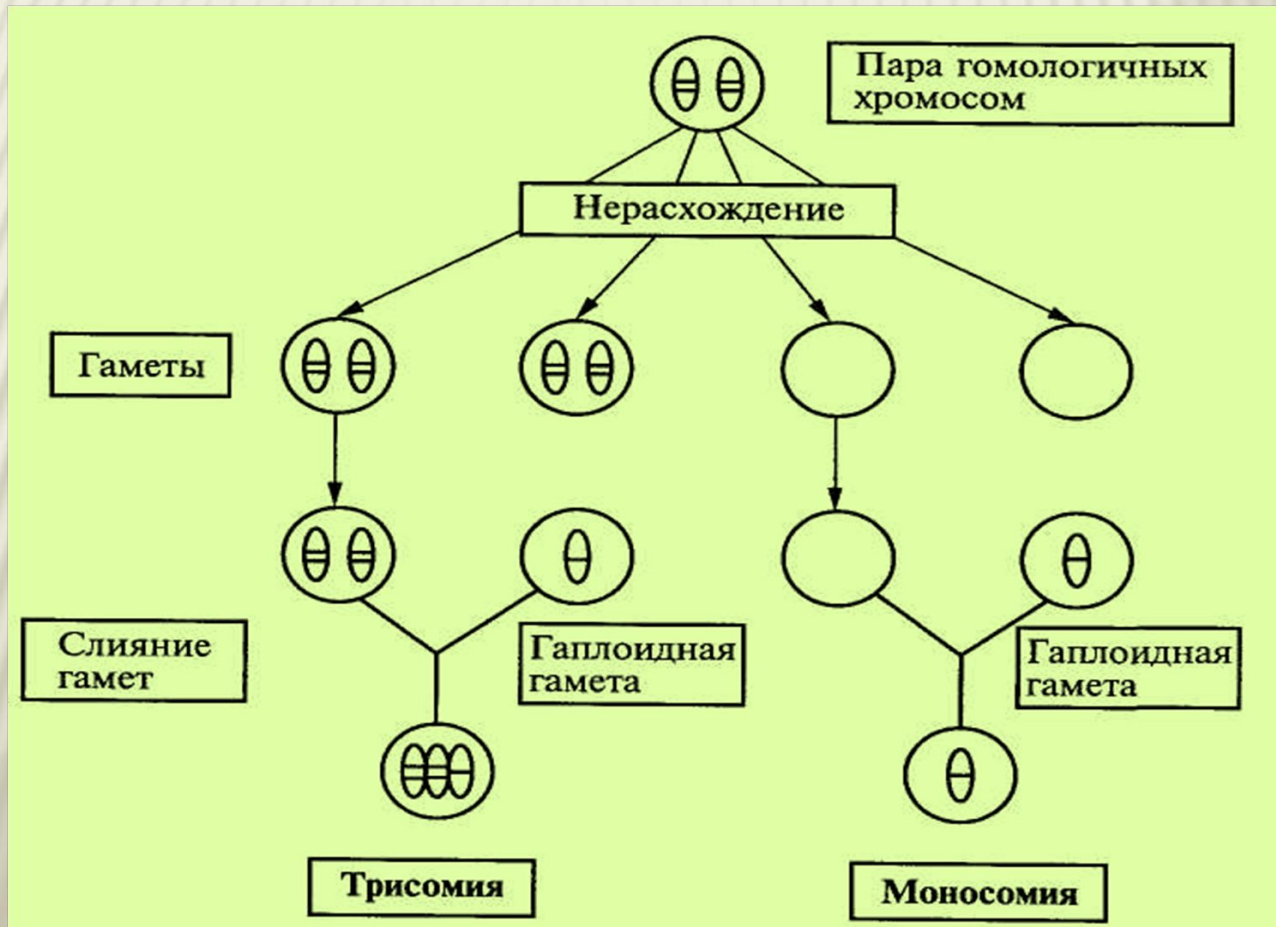 Пара гомологичных
хромосом
Нерасхождение
Гаметы
Слияние
гамет
Гаплоидная
гамета
Гаплоидная
гамета
Трисомия
Моносомия